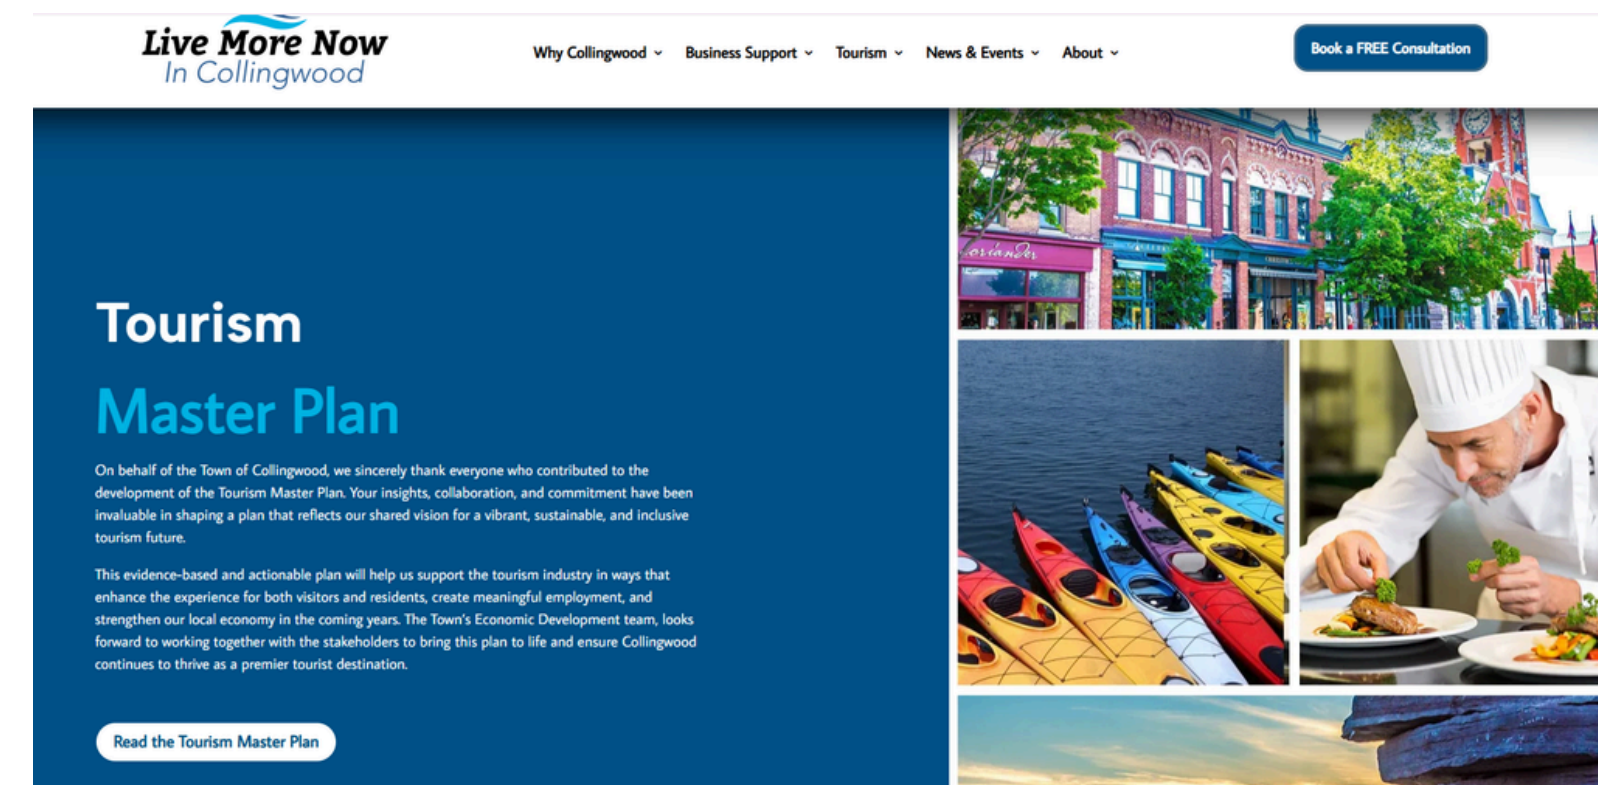 Live More Now
In Collingwood
Why Collingwood
Business Support
Tourism
News & Events
About
Book a FREE Consultation
Tourism
Master Plan
On behalf of the Town of Collingwood, we sincerely thank everyone who contributed to the
development of the Tourism Master Plan. Your insights, collaboration, and commitment have been
invaluable in shaping a plan that reflects our shared vision for a vibrant, sustainable, and inclusive
tourism future.
This evidence-based and actionable plan will help us support the tourism industry in ways that
enhance the experience for both visitors and residents, create meaningful employment, and
strengthen our local economy in the coming years. The Town's Economic Development team, looks
forward to working together with the stakeholders to bring this plan to life and ensure Collingwood
continues to thrive as a premier tourist destination.
Read the Tourism Master Plan